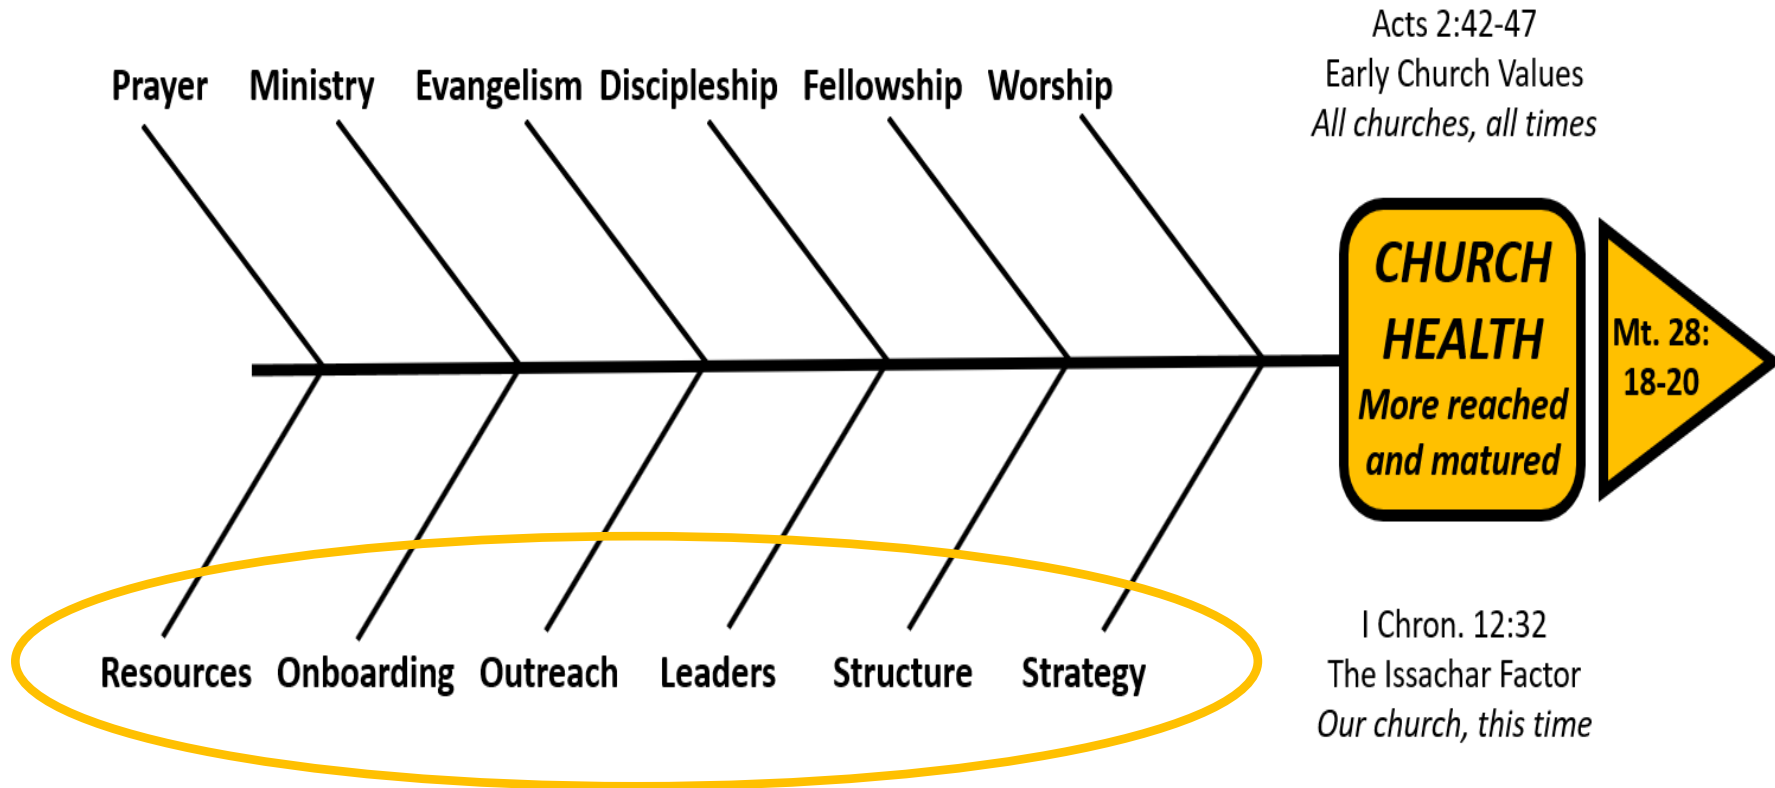 Acts 2:42-47
Early Church Values
All churches, all times
Prayer Ministry Evangelism Discipleship Fellowship Worship
CHURCH
HEALTH
More reached
and matured
Mt. 28:
18-20
Resources Onboarding Outreach Leaders Structure Strategy
I Chron. 12:32
The Issachar Factor
Our church, this time